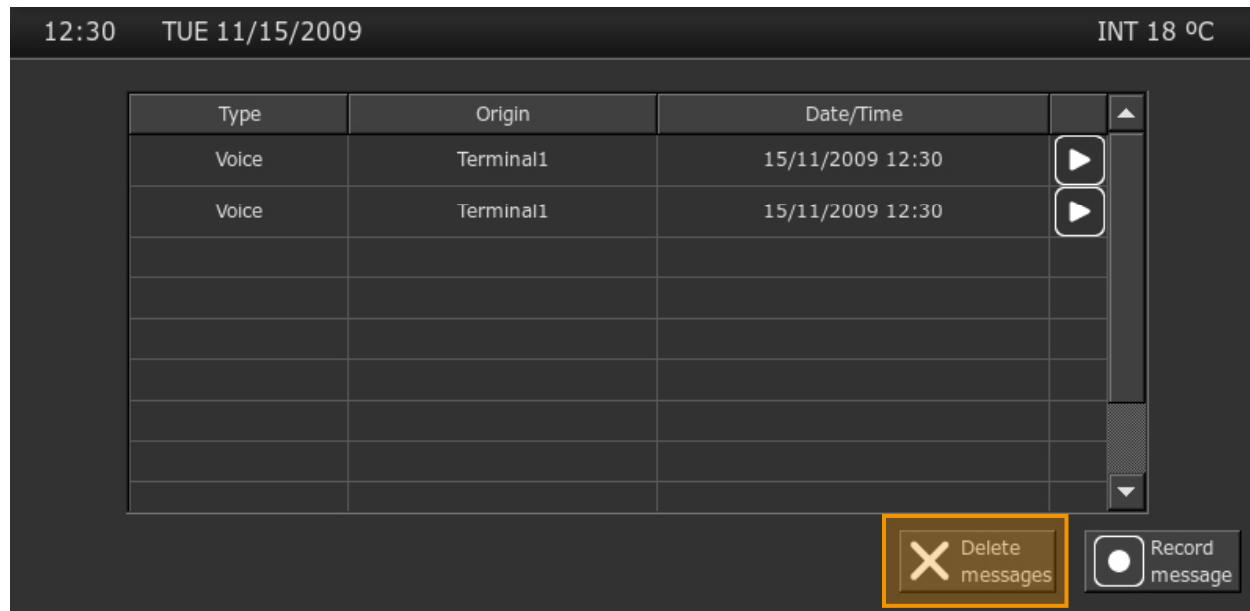 12:30 TUE 11/15/2009 INT 18 ºC
Type Origin Date/Time
Voice Terminal1 15/11/2009 12:30
Voice Terminal1 15/11/2009 12:30
Delete
messages
Record
message